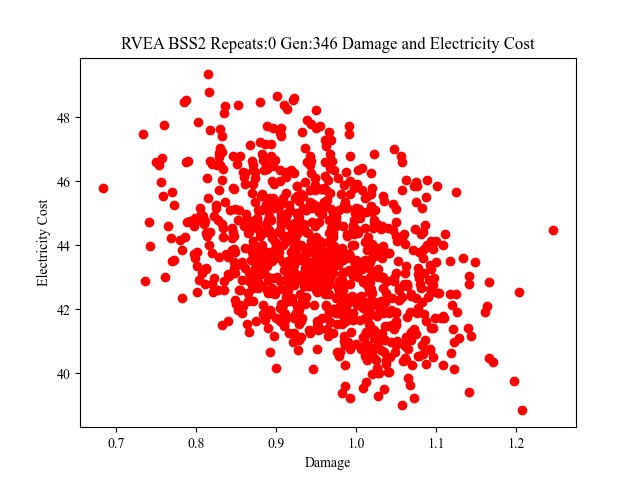 RVEA BSS2 Repeats:0 Gen:346 Damage and Electricity Cost
48
46
44
42
40
Electricity Cost
0.7 0.8 0.9 1.0 1.1 1.2
Damage